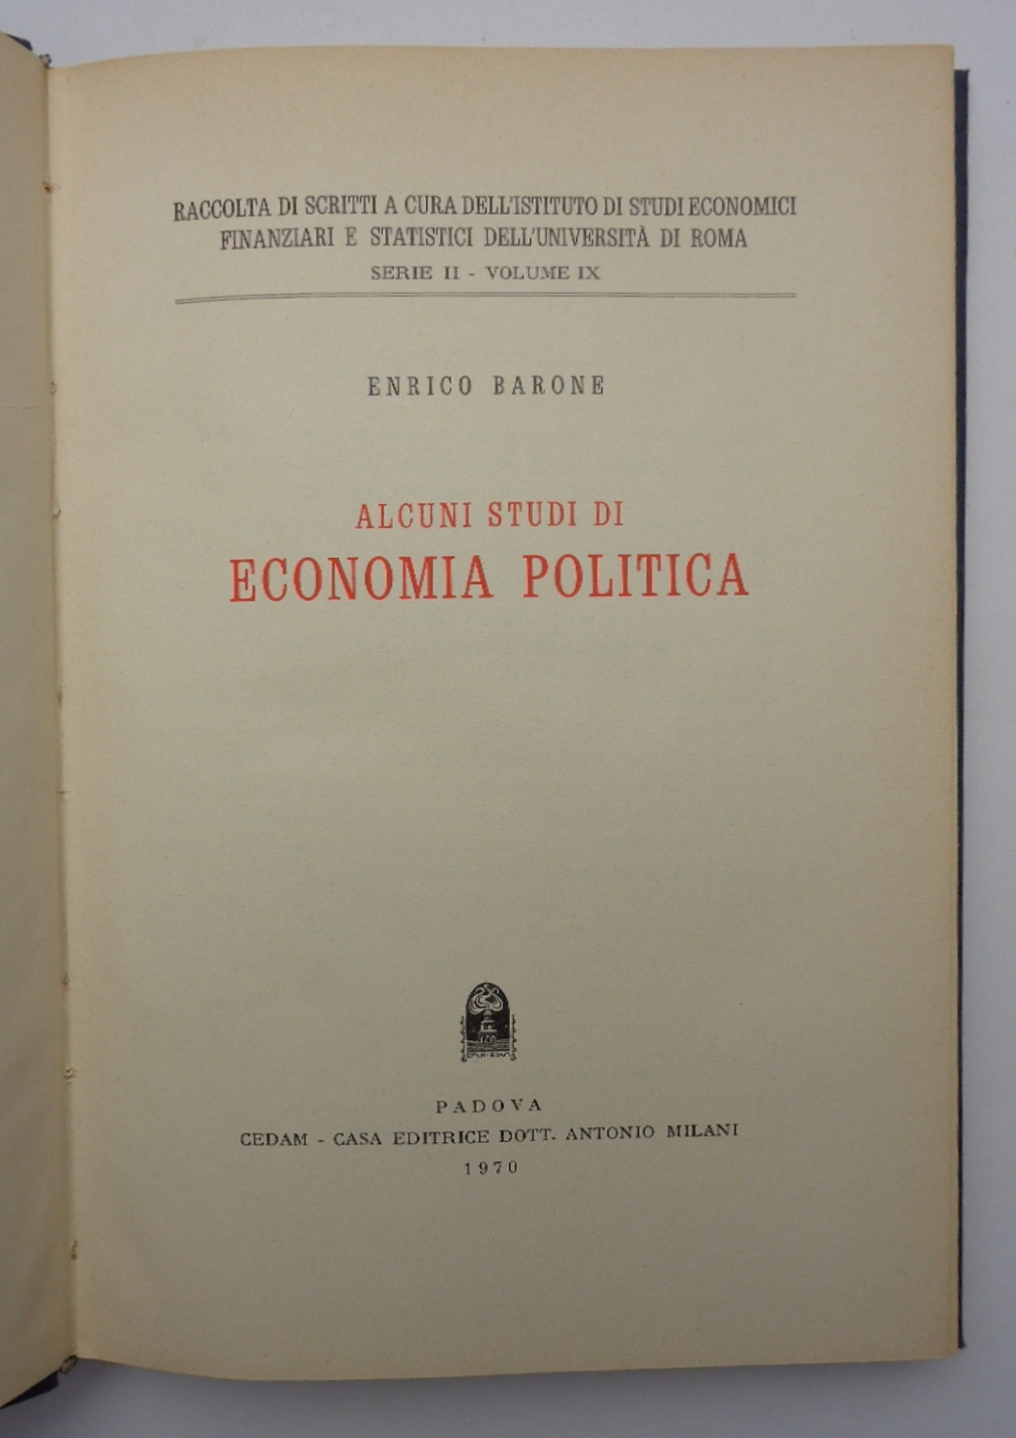 RACCOLTA DI SCRITTI A CURA DELL'ISTITUTO DI STUDI ECONOMICI
FINANZIARI E STATISTICI DELL'UNIVERSITÀ DI ROMA
SERIE II - VOLUME IX
ENRICO BARONE
ALCUNI STUDI DI
ECONOMIA POLITICA
PADOVA
CEDAM - CASA EDITRICE DOTT. ANTONIO MILANI
1970